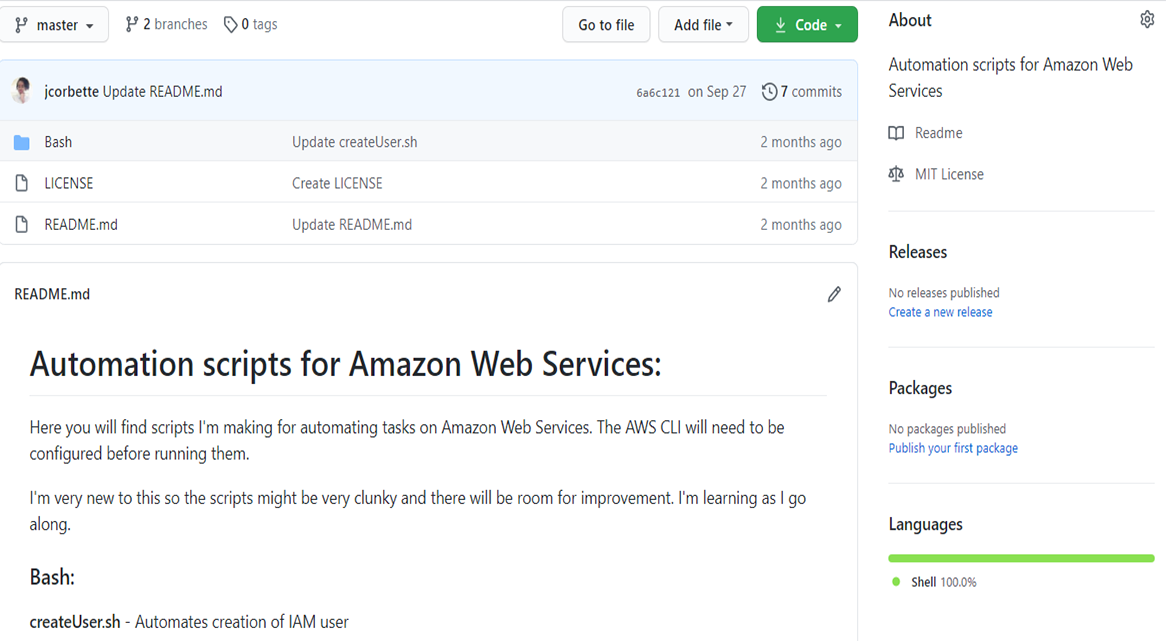 master 2 branches 0 tags Go to file Add file Code
jcorbette Update README.md 6a6c121 on Sep 27 7 commits
Bash Update createUser.sh 2 months ago
LICENSE Create LICENSE 2 months ago
README.md Update README.md 2 months ago
README.md
Automation scripts for Amazon Web Services:
Here you will find scripts I'm making for automating tasks on Amazon Web Services. The AWS CLI will need to be
configured before running them.
I'm very new to this so the scripts might be very clunky and there will be room for improvement. I'm learning as I go
along.
Bash:
createUser.sh - Automates creation of IAM user
About
Automation scripts for Amazon Web
Services
Readme
MIT License
Releases
No releases published
Create a new release
Packages
No packages published
Publish your first package
Languages
Shell 100.0%